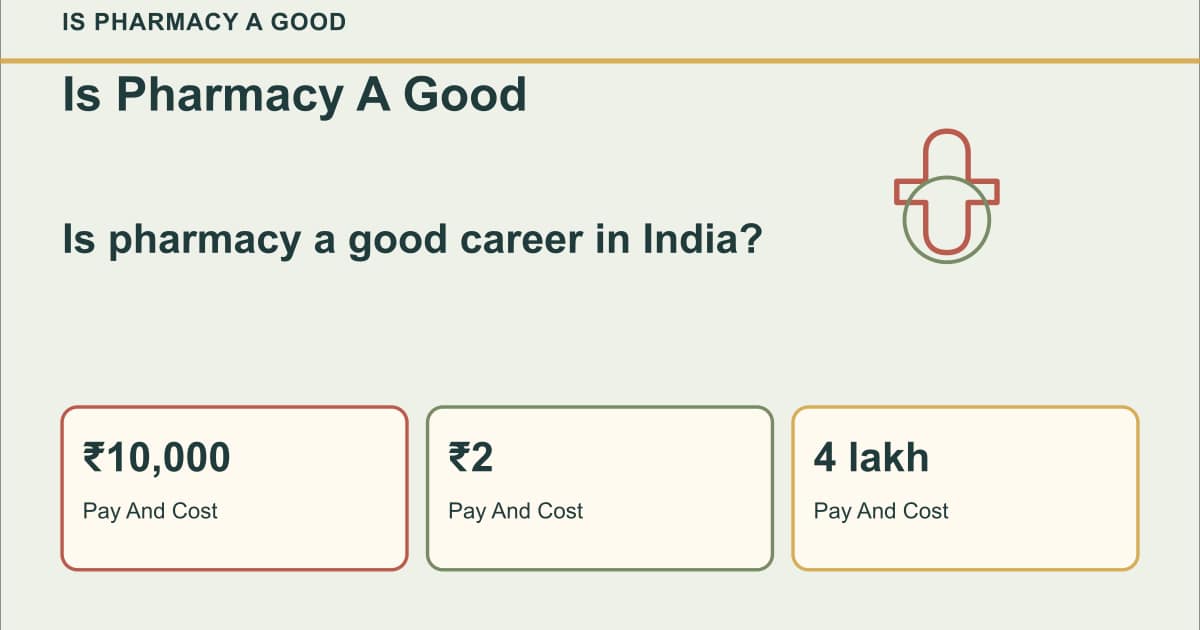 IS PHARMACY A GOOD
Is Pharmacy A Good
Is pharmacy a good career in India?
₹10,000
Pay And Cost
₹2
Pay And Cost
4 lakh
Pay And Cost